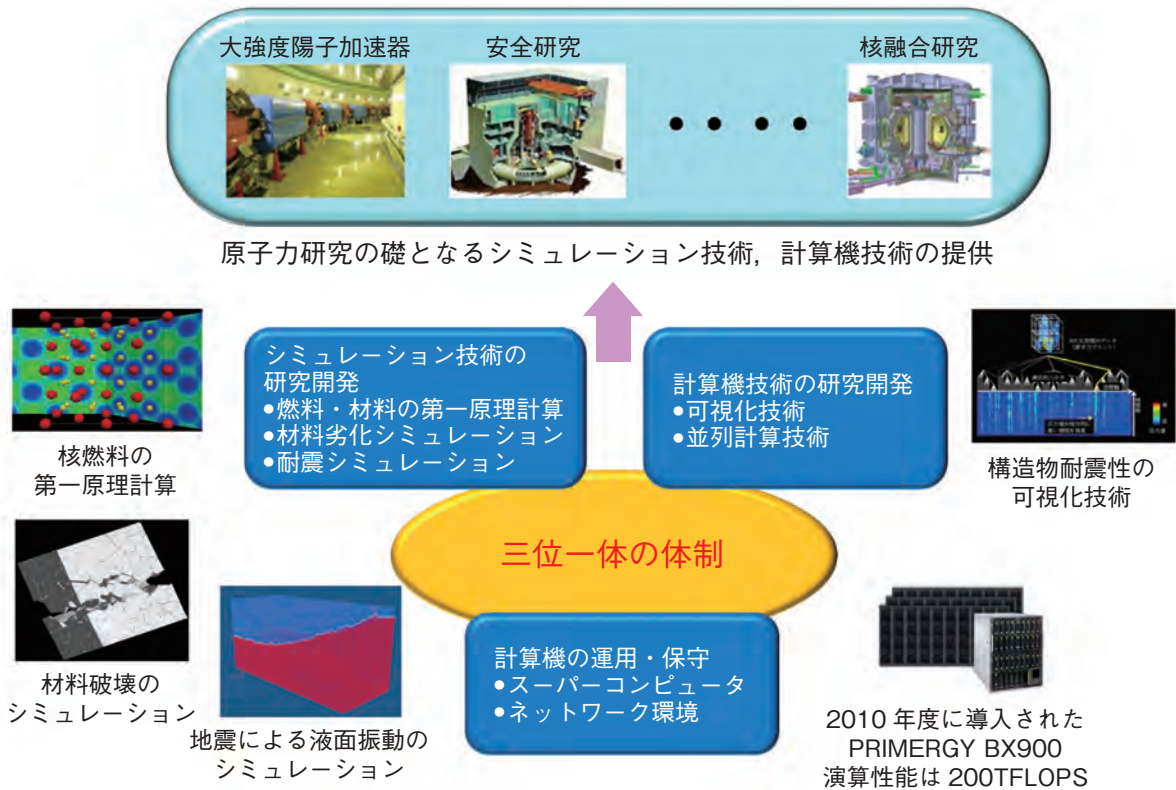 大強度陽子加速器
安全研究
核融合研究
原子力研究の礎となるシミュレーション技術，計算機技術の提供
シミュレーション技術の
研究開発
●燃料・材料の第一原理計算
●材料劣化シミュレーション
●耐震シミュレーション
計算機技術の研究開発
●可視化技術
●並列計算技術
核燃料の
第一原理計算
構造物耐震性の
可視化技術
三位一体の体制
材料破壊の
シミュレーション
地震による液面振動の
シミュレーション
計算機の運用・保守
●スーパーコンピュータ
●ネットワーク環境
2010 年度に導入された
PRIMERGY BX900
演算性能は 200TFLOPS